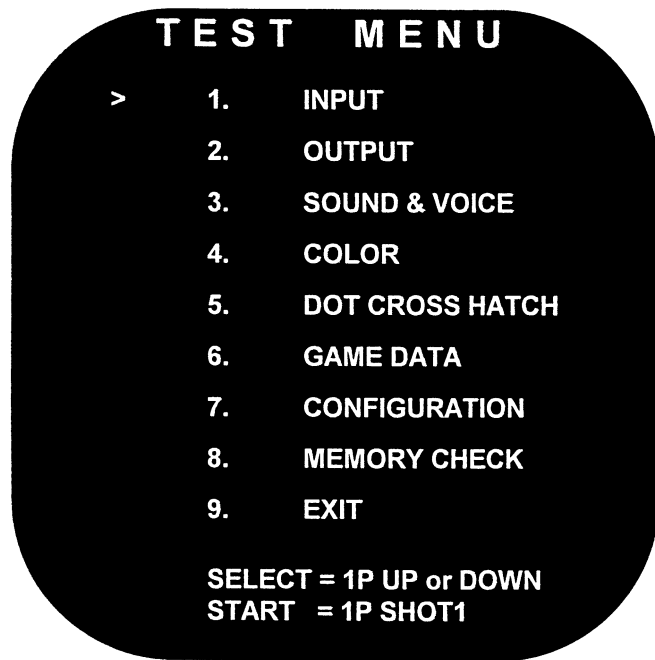 TEST MENU
> 1. INPUT
2. OUTPUT
3. SOUND & VOICE
4. COLOR
5. DOT CROSS HATCH
6. GAME DATA
7. CONFIGURATION
8. MEMORY CHECK
9. EXIT
SELECT = 1P UP or DOWN
START = 1P SHOT1